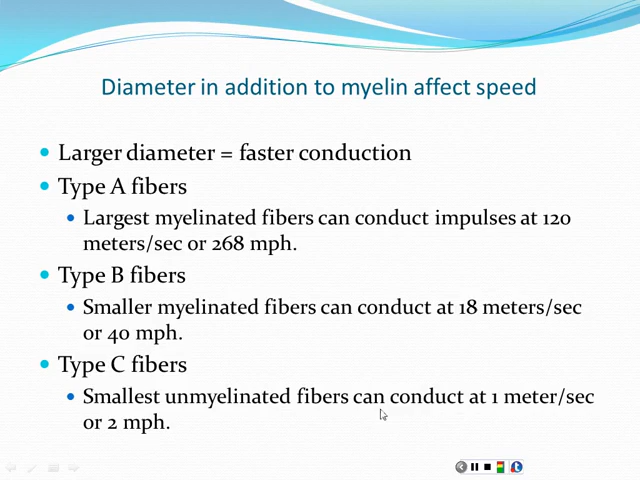 Diameter in addition to myelin affect speed
Larger diameter = faster conduction
Type A fibers
Largest myelinated fibers can conduct impulses at 120
meters/sec or 268 mph.
Type B fibers
Smaller myelinated fibers can conduct at 18 meters/sec
or 40 mph.
Type C fibers
Smallest unmyelinated fibers can conduct at 1 meter/sec
or 2 mph.